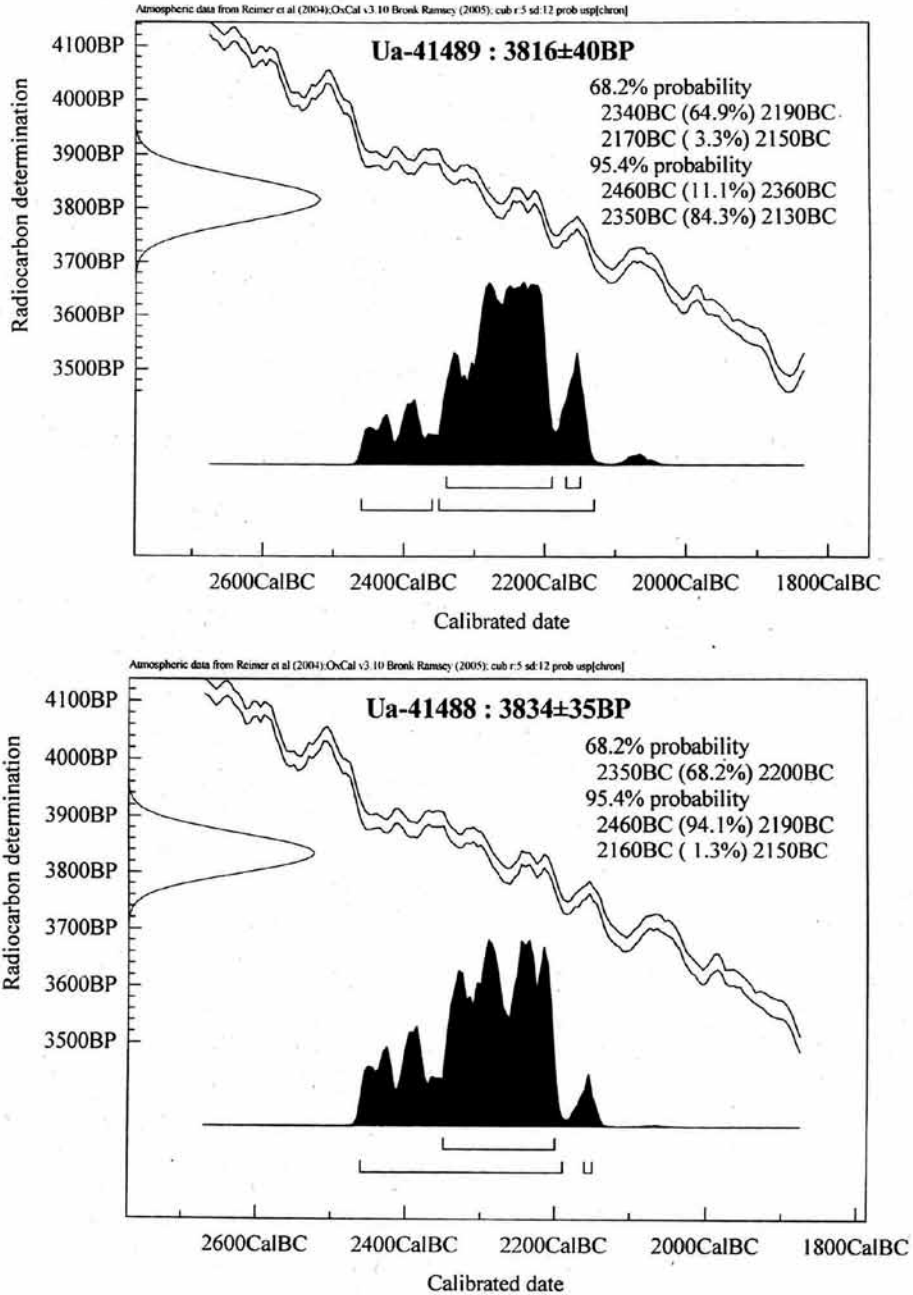 Atmospheric data from Reimer et al (2004);OxCal v3.10 Bronk Ramsey (2005); cub r:5 sd:12 prob usp[chron]
Ua-41489 : 3816±40BP
68.2% probability
2340BC (64.9%) 2190BC
2170BC ( 3.3%) 2150BC
95.4% probability
2460BC (11.1%) 2360BC
2350BC (84.3%) 2130BC
Radiocarbon determination
4100BP
4000BP
3900BP
3800BP
3700BP
3600BP
3500BP
2600CalBC 2400CalBC 2200CalBC 2000CalBC 1800CalBC
Calibrated date
Atmospheric data from Reimer et al (2004);OxCal v3.10 Bronk Ramsey (2005); cub r:5 sd:12 prob usp[chron]
Ua-41488 : 3834±35BP
68.2% probability
2350BC (68.2%) 2200BC
95.4% probability
2460BC (94.1%) 2190BC
2160BC ( 1.3%) 2150BC
Radiocarbon determination
4100BP
4000BP
3900BP
3800BP
3700BP
3600BP
3500BP
2600CalBC 2400CalBC 2200CalBC 2000CalBC 1800CalBC
Calibrated date